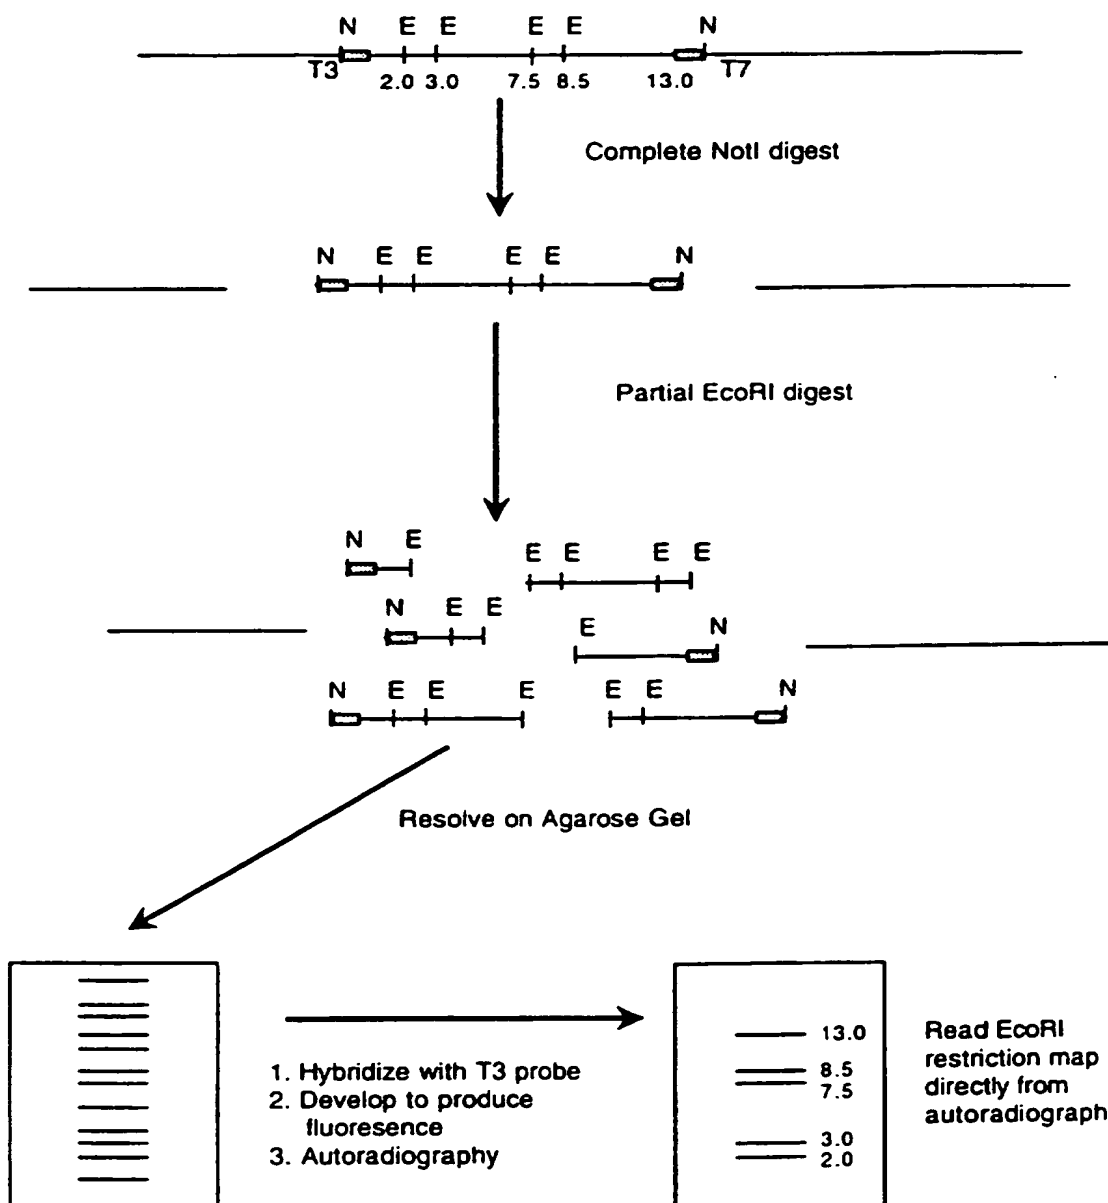 N E E E E N
T3 T7
2.0 3.0 7.5 8.5 13.0
Complete NotI digest
N E E E E N
Partial EcoRI digest
N E
E E E E
N E E
E N
N E E E
E E N
Resolve on Agarose Gel
1. Hybridize with T3 probe
2. Develop to produce
fluoresence
3. Autoradiography
13.0
8.5
7.5
3.0
2.0
Read EcoRI
restriction map
directly from
autoradiograph